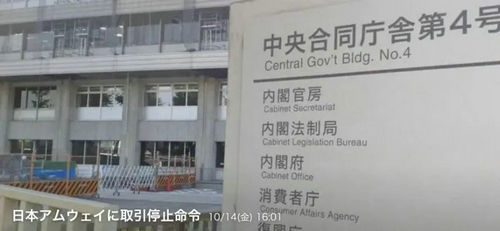 中央合同庁舎第4号
Central Gov't Bldg. No.4
内閣官房
Cabinet Secretariat
内閣法制局
Cabinet Legislation Bureau
内閣府
Cabinet Office
消費者庁
Consumer Affairs Agency
復興庁
日本アムウェイに取引停止命令 10/14(金) 16:01